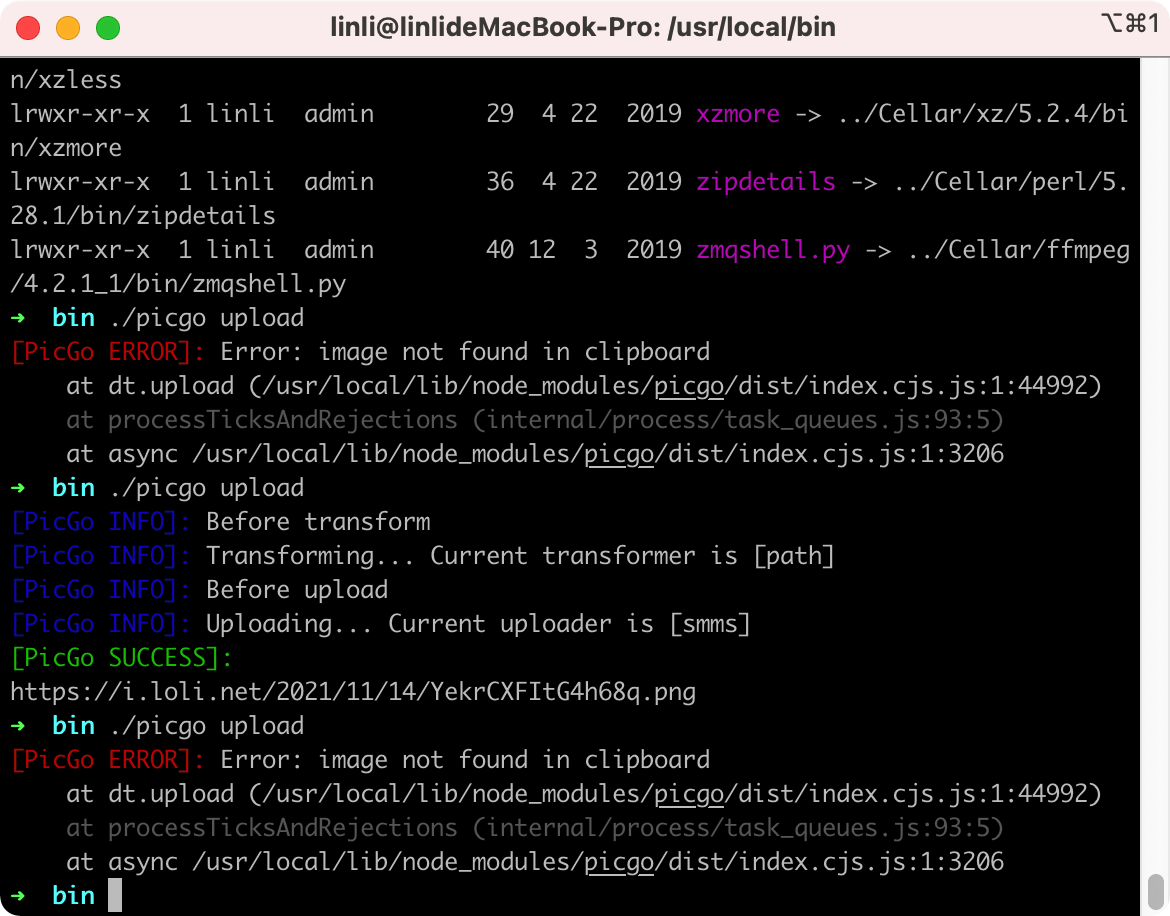 linli@linlideMacBook-Pro: /usr/local/bin
⌥⌘1
n/xzless
lrwxr-xr-x  1 linli  admin        29  4 22  2019 xzmore -> ../Cellar/xz/5.2.4/bi
n/xzmore
lrwxr-xr-x  1 linli  admin        36  4 22  2019 zipdetails -> ../Cellar/perl/5.
28.1/bin/zipdetails
lrwxr-xr-x  1 linli  admin        40 12  3  2019 zmqshell.py -> ../Cellar/ffmpeg
/4.2.1_1/bin/zmqshell.py
➜  bin ./picgo upload
[PicGo ERROR]: Error: image not found in clipboard
    at dt.upload (/usr/local/lib/node_modules/picgo/dist/index.cjs.js:1:44992)
    at processTicksAndRejections (internal/process/task_queues.js:93:5)
    at async /usr/local/lib/node_modules/picgo/dist/index.cjs.js:1:3206
➜  bin ./picgo upload
[PicGo INFO]: Before transform
[PicGo INFO]: Transforming... Current transformer is [path]
[PicGo INFO]: Before upload
[PicGo INFO]: Uploading... Current uploader is [smms]
[PicGo SUCCESS]:
https://i.loli.net/2021/11/14/YekrCXFItG4h68q.png
➜  bin ./picgo upload
[PicGo ERROR]: Error: image not found in clipboard
    at dt.upload (/usr/local/lib/node_modules/picgo/dist/index.cjs.js:1:44992)
    at processTicksAndRejections (internal/process/task_queues.js:93:5)
    at async /usr/local/lib/node_modules/picgo/dist/index.cjs.js:1:3206
➜  bin